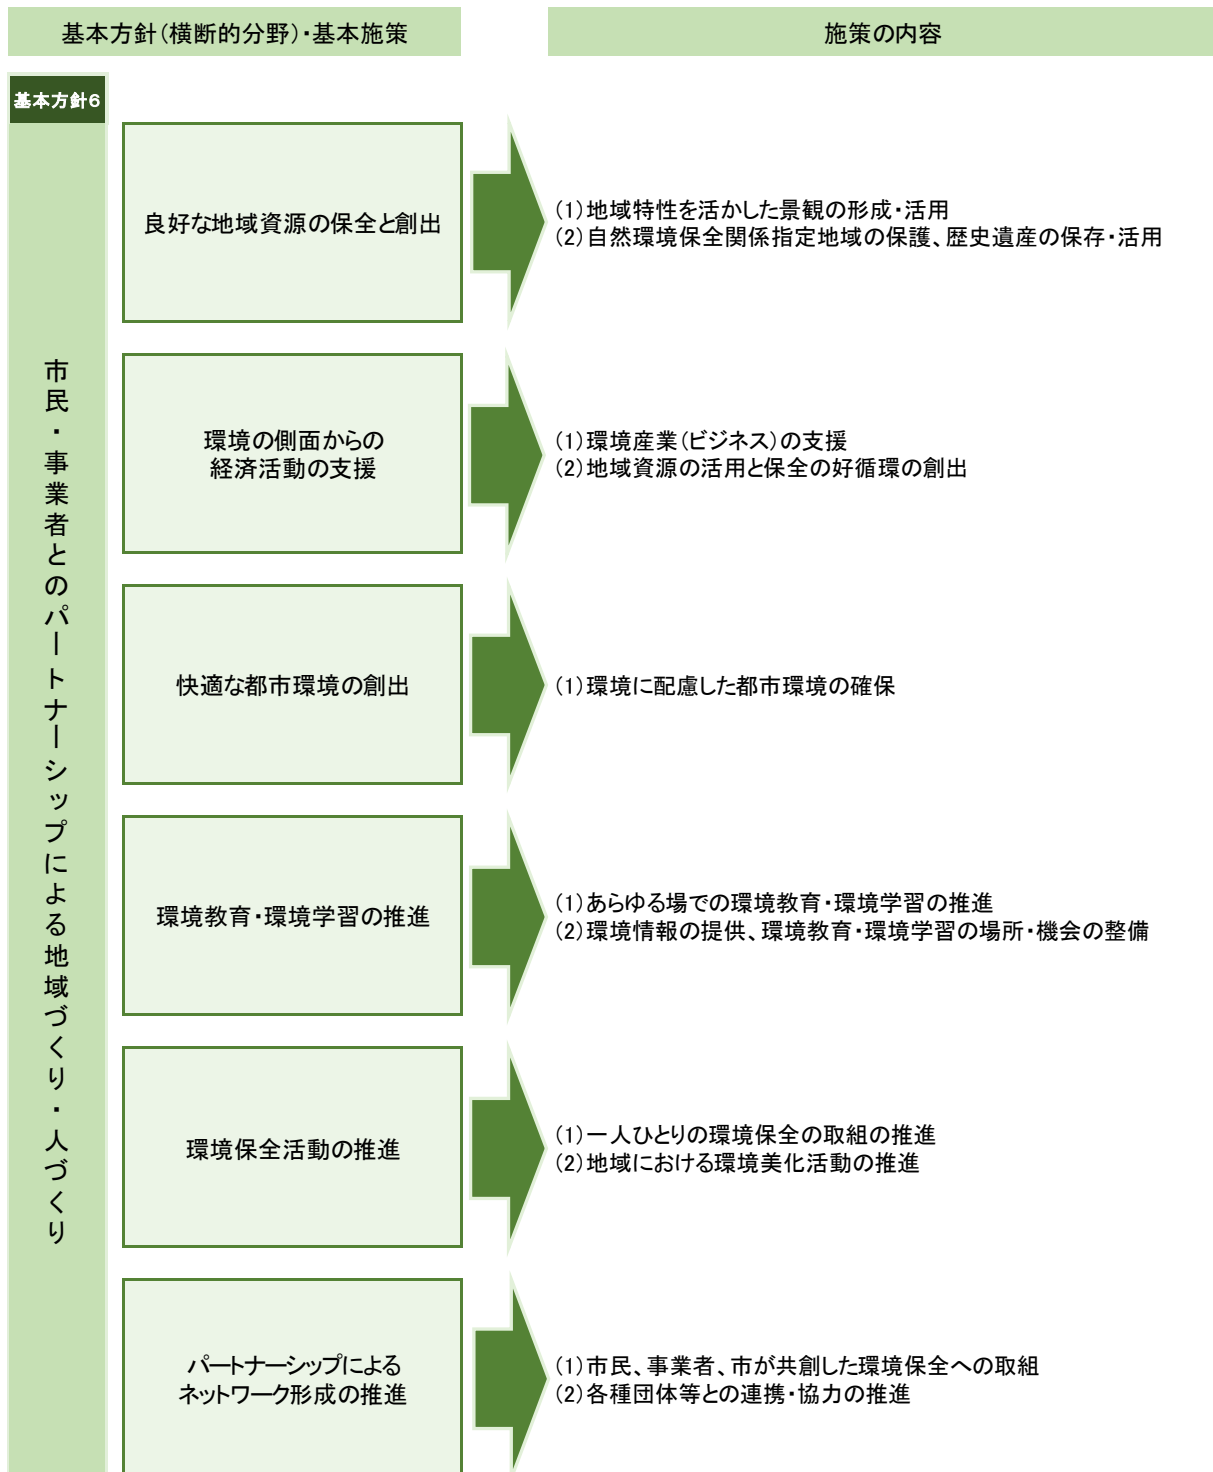 基本方針（横断的分野）・基本施策
施策の内容
基本方針6
市民・事業者とのパートナーシップによる地域づくり・人づくり
良好な地域資源の保全と創出
（1）地域特性を活かした景観の形成・活用
（2）自然環境保全関係指定地域の保護、歴史遺産の保存・活用
環境の側面からの
経済活動の支援
（1）環境産業（ビジネス）の支援
（2）地域資源の活用と保全の好循環の創出
快適な都市環境の創出
（1）環境に配慮した都市環境の確保
環境教育・環境学習の推進
（1）あらゆる場での環境教育・環境学習の推進
（2）環境情報の提供、環境教育・環境学習の場所・機会の整備
環境保全活動の推進
（1）一人ひとりの環境保全の取組の推進
（2）地域における環境美化活動の推進
パートナーシップによる
ネットワーク形成の推進
（1）市民、事業者、市が共創した環境保全への取組
（2）各種団体等との連携・協力の推進